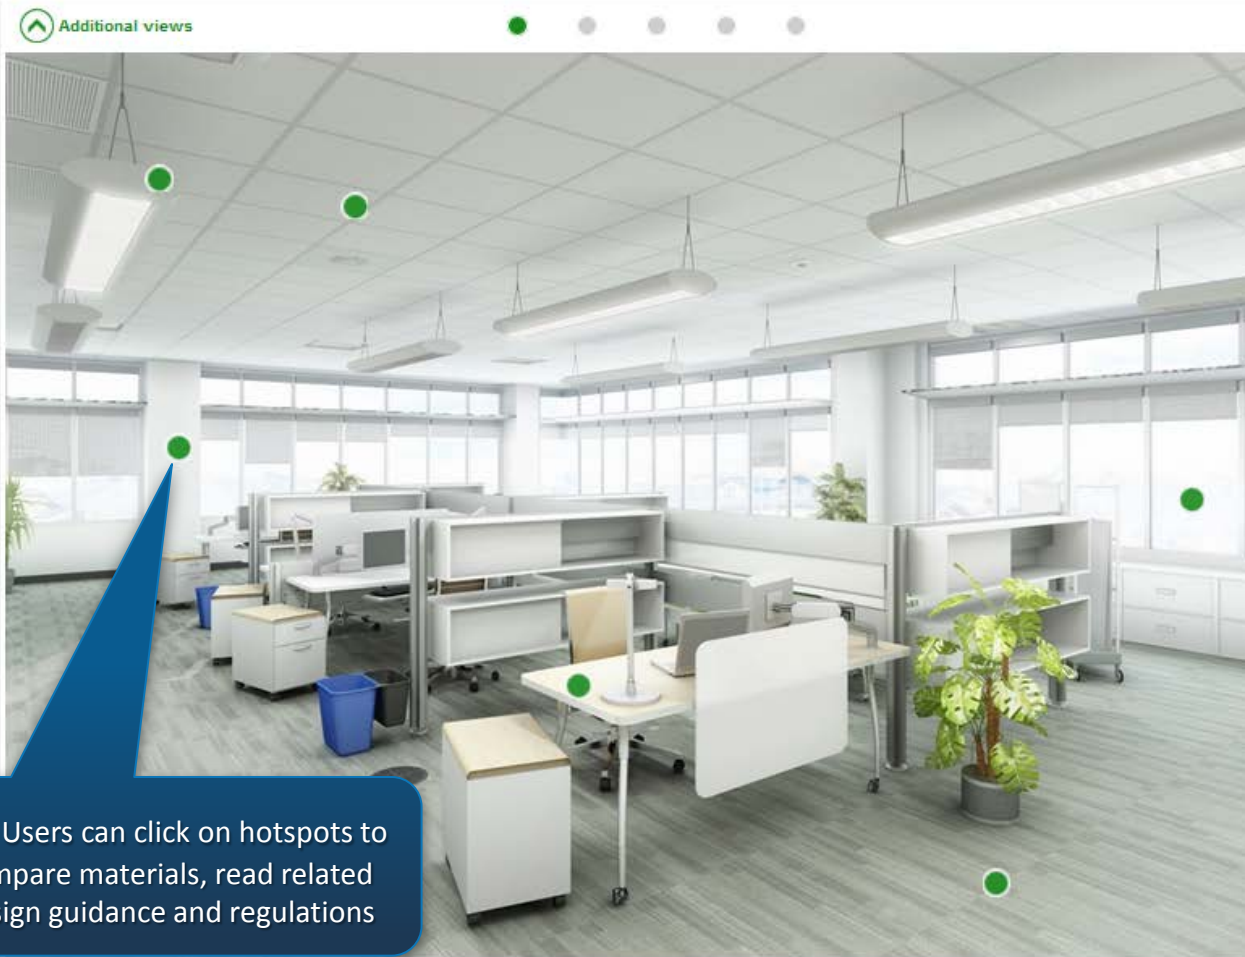 Additional views
Users can click on hotspots to
mpare materials, read related
sign guidance and regulations